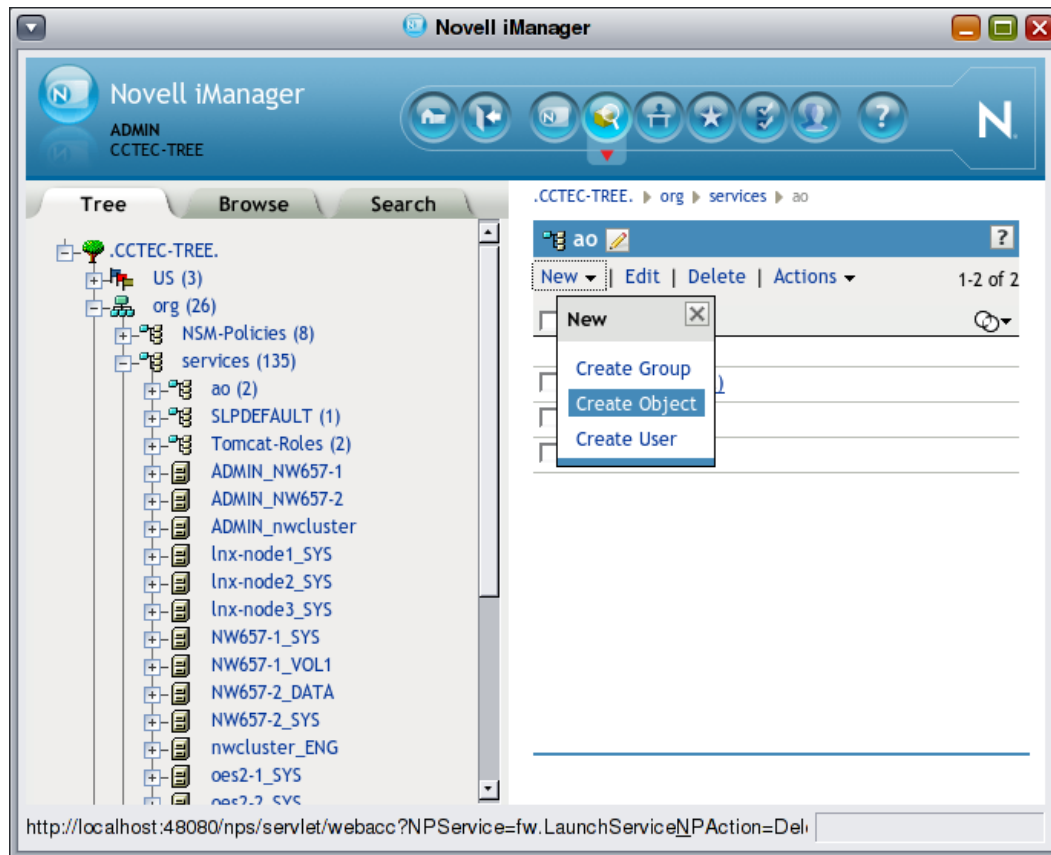 Novell iManager
N
Novell iManager
ADMIN
CCTEC-TREE
N
?
N
Tree
Browse
Search
.CCTEC-TREE.
US (3)
org (26)
NSM-Policies (8)
services (135)
ao (2)
SLPDEFAULT (1)
Tomcat-Roles (2)
ADMIN_NW657-1
ADMIN_NW657-2
ADMIN_nwcluster
lnx-node1_SYS
lnx-node2_SYS
lnx-node3_SYS
NW657-1_SYS
NW657-1_VOL1
NW657-2_DATA
NW657-2_SYS
nwcluster_ENG
oes2-1_SYS
oes2-2_SYS
.CCTEC-TREE. org services ao
ao ?
New | Edit | Delete | Actions 1-2 of 2
New
Create Group
Create Object
Create User
http://localhost:48080/nps/servlet/webacc?NPService=fw.LaunchServiceNPAction=Del